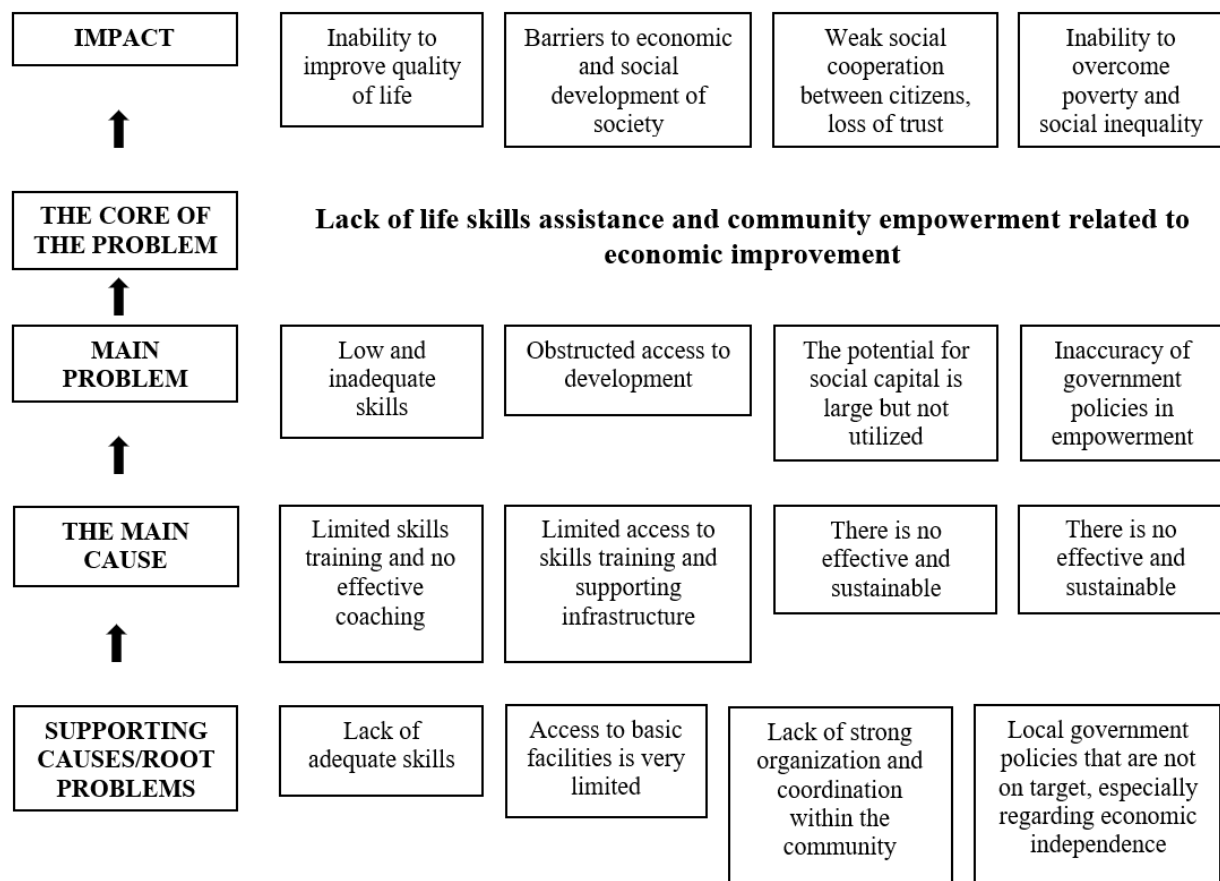 IMPACT
Inability to
improve quality
of life
Barriers to economic
and social
development of
society
Weak social
cooperation
between citizens,
loss of trust
Inability to
overcome
poverty and
social inequality
THE CORE OF
THE PROBLEM
Lack of life skills assistance and community empowerment related to
economic improvement
MAIN
PROBLEM
Low and
inadequate
skills
Obstructed access to
development
The potential for
social capital is
large but not
utilized
Inaccuracy of
government
policies in
empowerment
THE MAIN
CAUSE
Limited skills
training and no
effective
coaching
Limited access to
skills training and
supporting
infrastructure
There is no
effective and
sustainable
There is no
effective and
sustainable
SUPPORTING
CAUSES/ROOT
PROBLEMS
Lack of
adequate skills
Access to basic
facilities is very
limited
Lack of strong
organization and
coordination
within the
community
Local government
policies that are not
on target, especially
regarding economic
independence